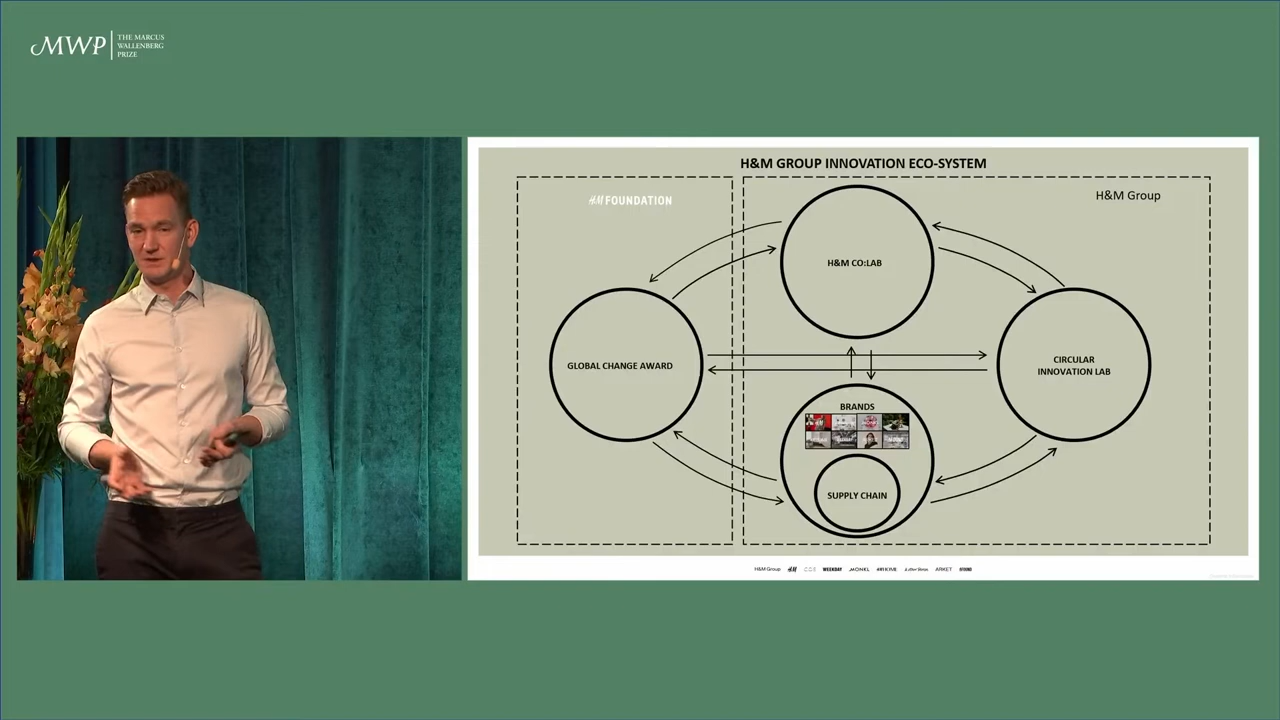 MWP
THE MARCUS
WALLENBERG
PRIZE
H&M GROUP INNOVATION ECO-SYSTEM
H&M FOUNDATION
H&M Group
H&M CO:LAB
GLOBAL CHANGE AWARD
CIRCULAR
INNOVATION LAB
BRANDS
SUPPLY CHAIN
H&M Group H&M COS WEEKDAY MONKI & Other Stories ARKET AFOUND